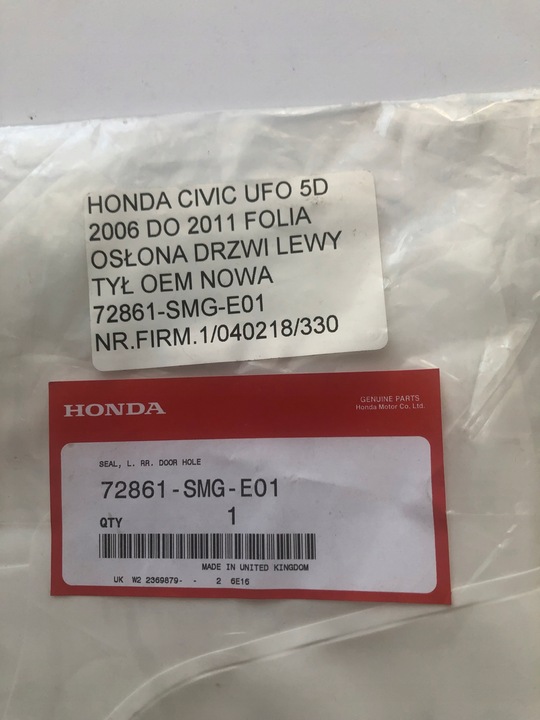 HONDA CIVIC UFO 5D
2006 DO 2011 FOLIA
OSŁONA DRZWI LEWY
TYŁ OEM NOWA
72861-SMG-E01
NR.FIRM.1/040218/330
HONDA
GENUINE PARTS
Honda Motor Co. Ltd.
SEAL, L. RR. DOOR HOLE
72861-SMG-E01
QTY 1
MADE IN UNITED KINGDOM
UK W2 2369879- - 2 6E16